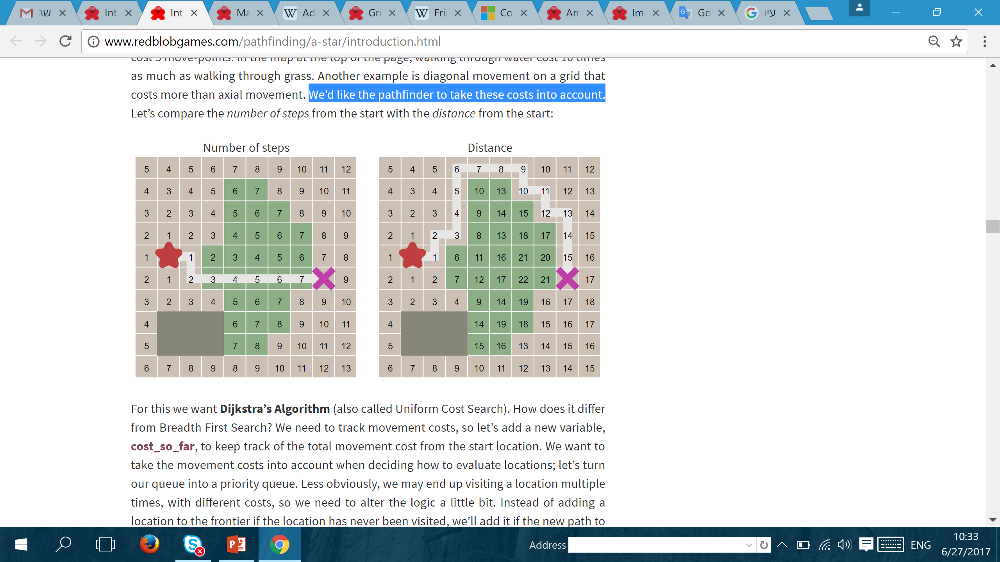 שג Int Int Ma Ad Gri Fri Co Am Im Go עיו
www.redblobgames.com/pathfinding/a-star/introduction.html
cost 5 move-points. In the map at the top of the page, walking through water cost 10 times
as much as walking through grass. Another example is diagonal movement on a grid that
costs more than axial movement. We’d like the pathfinder to take these costs into account.
Let’s compare the number of steps from the start with the distance from the start:
Number of steps Distance
5 4 5 6 7 8 9 10 11 12 5 4 5 6 7 8 9 10 11 12
4 3 4 5 6 7 8 9 10 11 4 3 4 5 10 13 10 11 12 13
3 2 3 4 5 6 7 8 9 10 3 2 3 4 9 14 15 12 13 14
2 1 2 3 4 5 6 7 8 9 2 1 2 3 8 13 18 17 14 15
1 1 2 3 4 5 6 7 8 1 1 6 11 16 21 20 15 16
2 1 2 3 4 5 6 7 9 2 1 2 7 12 17 22 21 17
3 2 3 4 5 6 7 8 9 10 3 2 3 4 9 14 19 16 17 18
4 6 7 8 9 10 11 4 14 19 18 15 16 17
5 7 8 9 10 11 12 5 15 16 13 14 15 16
6 7 8 9 8 9 10 11 12 13 6 7 8 9 10 11 12 13 14 15
For this we want Dijkstra’s Algorithm (also called Uniform Cost Search). How does it differ
from Breadth First Search? We need to track movement costs, so let’s add a new variable,
cost_so_far, to keep track of the total movement cost from the start location. We want to
take the movement costs into account when deciding how to evaluate locations; let’s turn
our queue into a priority queue. Less obviously, we may end up visiting a location multiple
times, with different costs, so we need to alter the logic a little bit. Instead of adding a
location to the frontier if the location has never been visited, we’ll add it if the new path to
Address ENG 10:33
6/27/2017